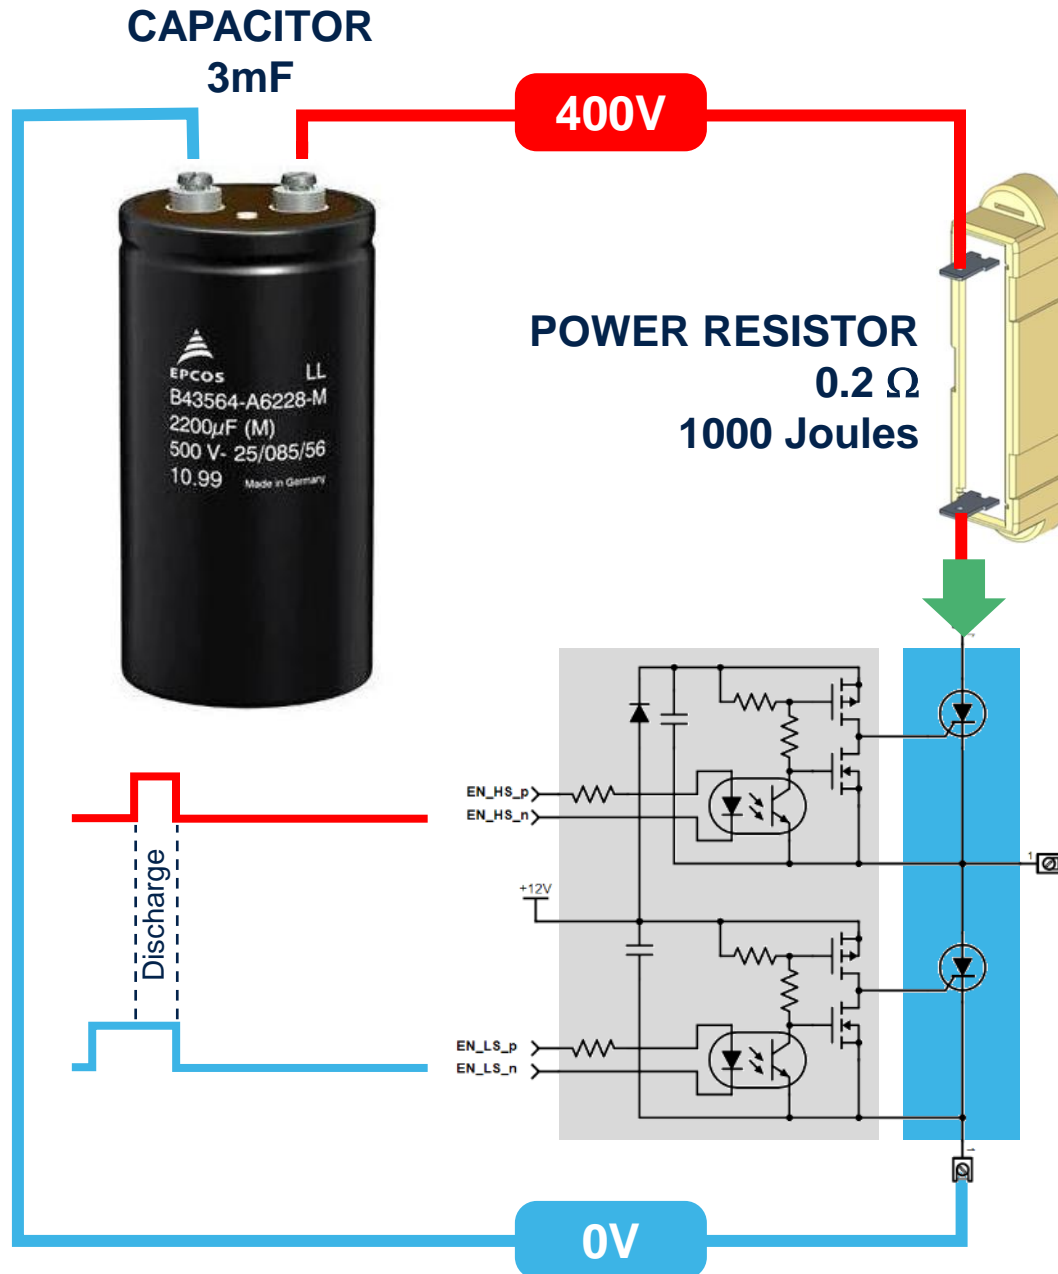 CAPACITOR
3mF
400V
EPCOS
LL
B43564-A6228-M
2200µF (M)
500 V- 25/085/56
10.99 Made in Germany
POWER RESISTOR
0.2 Ω
1000 Joules
EN_HS_p
EN_HS_n
1
+12V
Discharge
EN_LS_p
EN_LS_n
1
0V